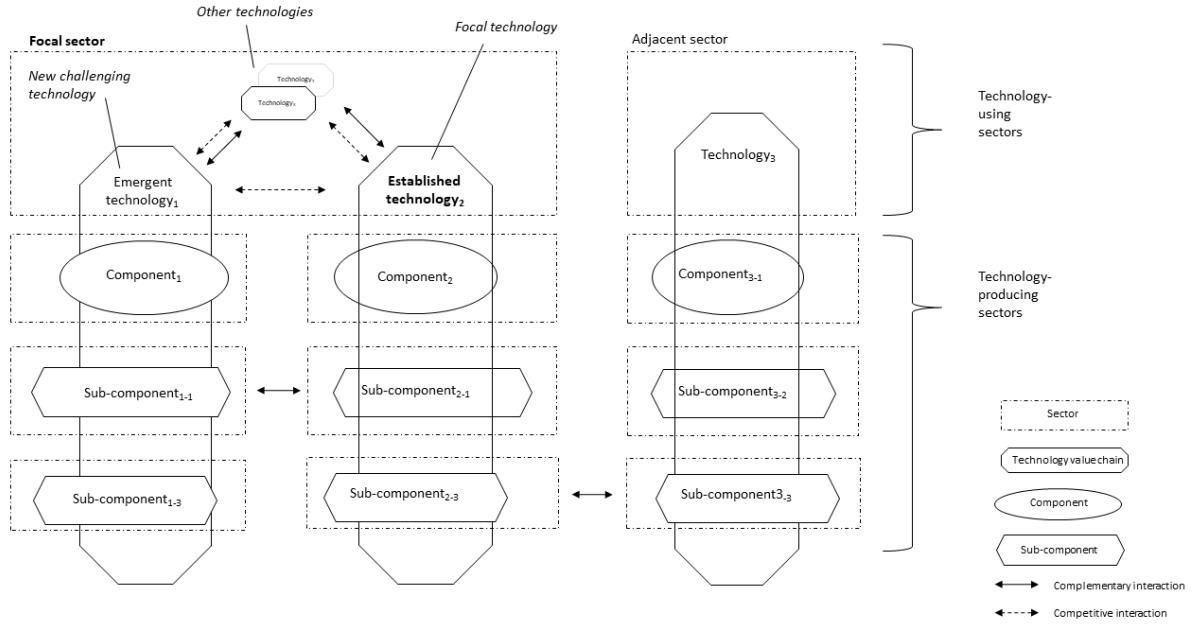 Other technologies
Focal technology
Focal sector
Adjacent sector
New challenging
technology
Technologyᵧ
Technologyₓ
Technology-
using
sectors
Emergent
technology₁
Established
technology₂
Technology₃
Component₁
Component₂
Component₃₋₁
Technology-
producing
sectors
Sub-component₁₋₁
Sub-component₂₋₁
Sub-component₃₋₂
Sector
Technology value chain
Sub-component₁₋₃
Sub-component₂₋₃
Sub-component3₋₃
Component
Sub-component
Complementary interaction
Competitive interaction